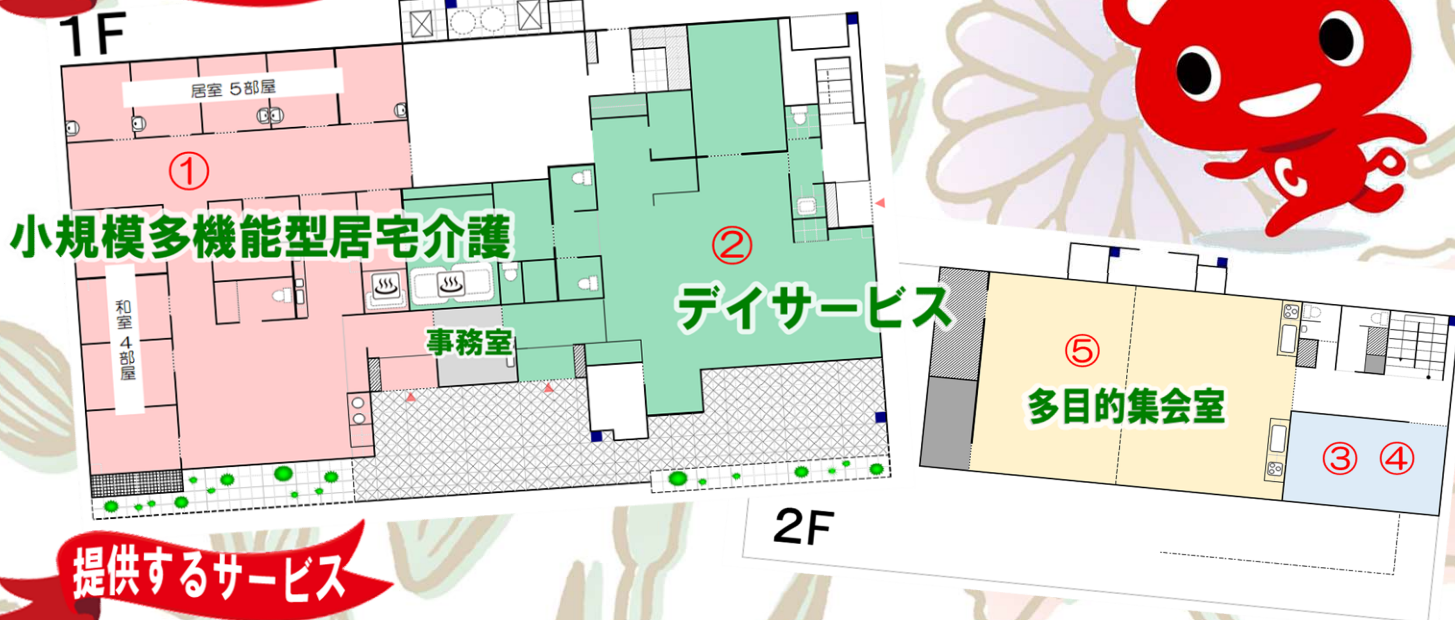 1F
居室 5部屋
①
小規模多機能型居宅介護
和室 4部屋
事務室
②
デイサービス
C
⑤
多目的集会室
③ ④
2F
提供するサービス